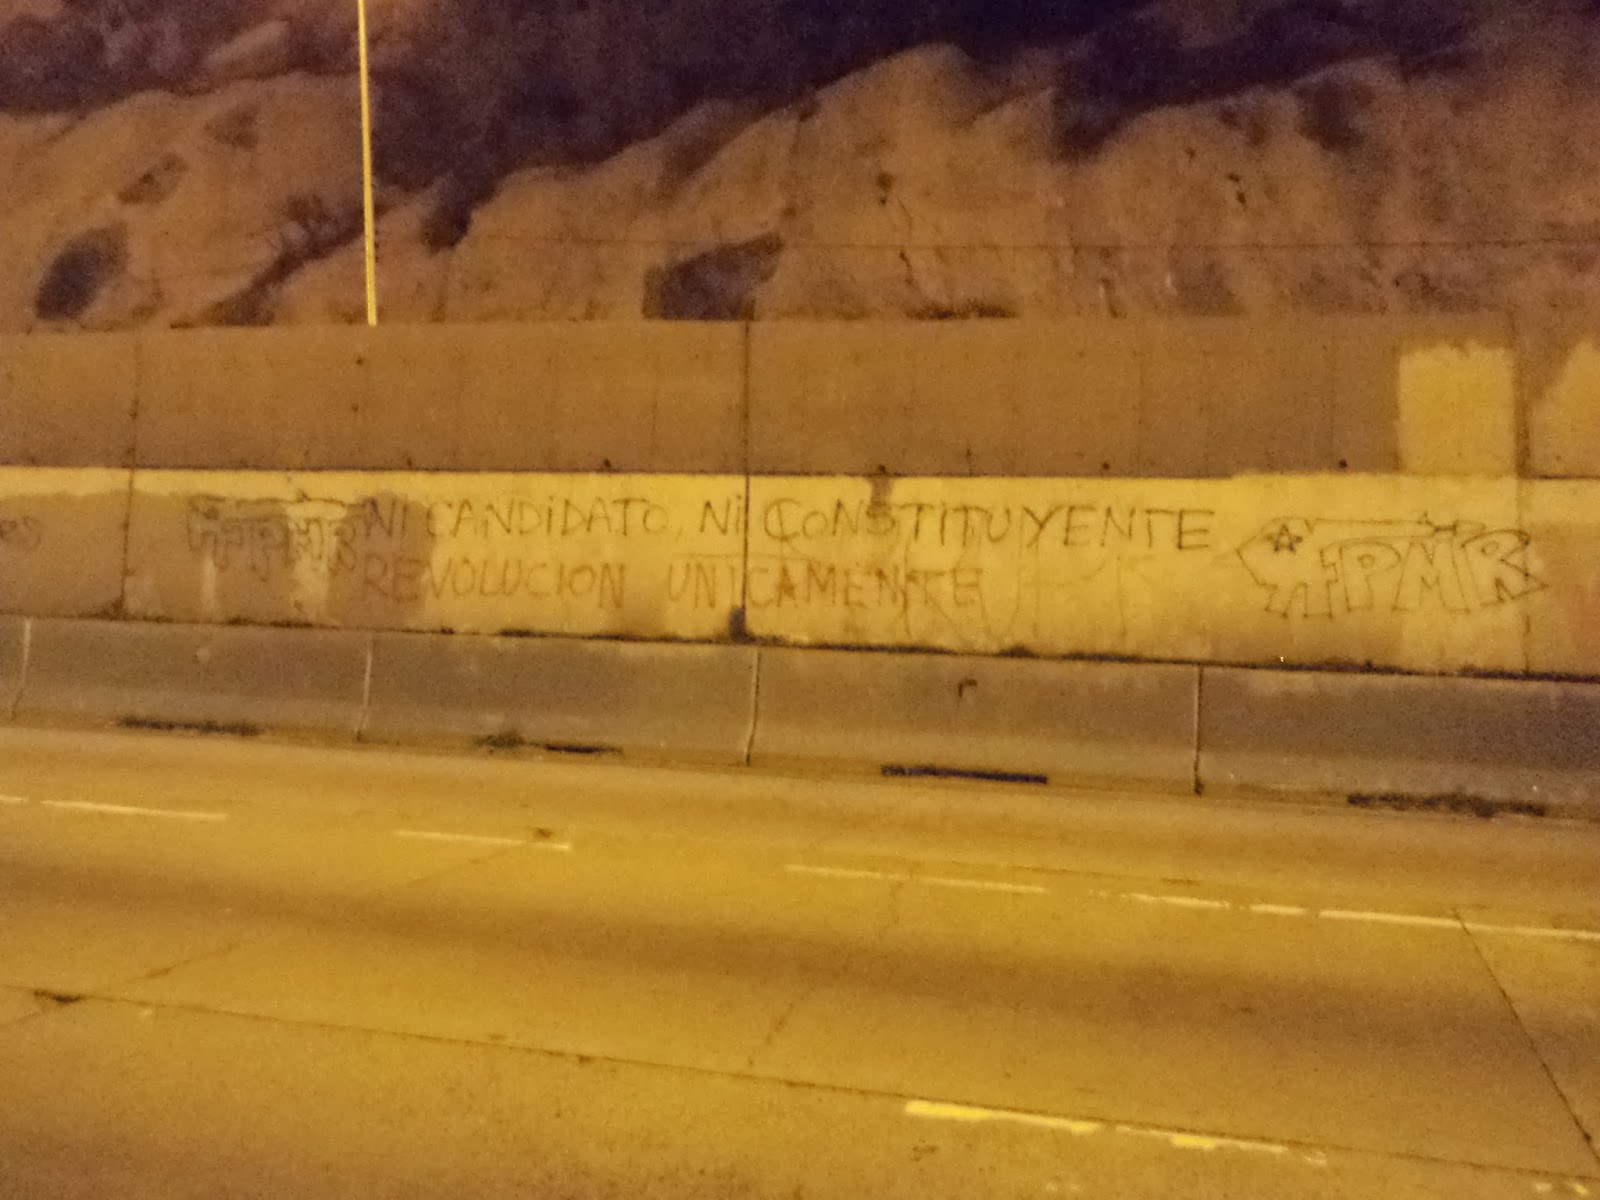 FPMR
NI CANDIDATO, NI CONSTITUYENTE
REVOLUCION UNICAMENTE
FPMR